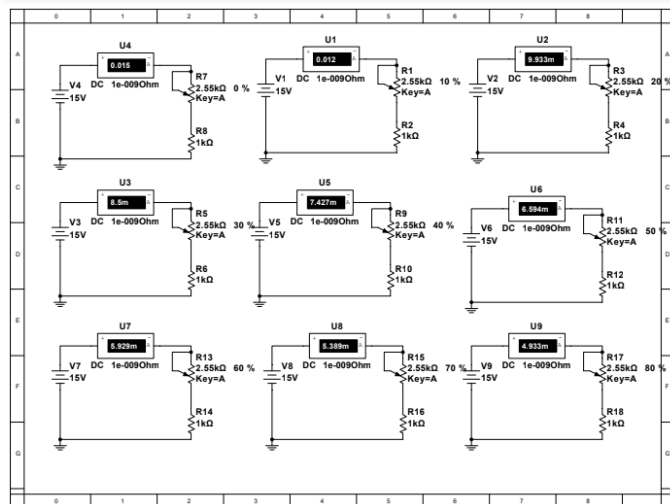 0 1 2 3 4 5 6 7 8
A
B
C
D
E
F
G
U4
0.015
DC 1e-009Ohm
V4
15V
R7
2.55kΩ 0 %
Key=A
R8
1kΩ
U1
0.012
DC 1e-009Ohm
V1
15V
R1
2.55kΩ 10 %
Key=A
R2
1kΩ
U2
9.933m
DC 1e-009Ohm
V2
15V
R3
2.55kΩ 20 %
Key=A
R4
1kΩ
U3
8.5m
DC 1e-009Ohm
V3
15V
R5
2.55kΩ 30 %
Key=A
R6
1kΩ
U5
7.427m
DC 1e-009Ohm
V5
15V
R9
2.55kΩ 40 %
Key=A
R10
1kΩ
U6
6.594m
DC 1e-009Ohm
V6
15V
R11
2.55kΩ 50 %
Key=A
R12
1kΩ
U7
5.929m
DC 1e-009Ohm
V7
15V
R13
2.55kΩ 60 %
Key=A
R14
1kΩ
U8
5.389m
DC 1e-009Ohm
V8
15V
R15
2.55kΩ 70 %
Key=A
R16
1kΩ
U9
4.933m
DC 1e-009Ohm
V9
15V
R17
2.55kΩ 80 %
Key=A
R18
1kΩ
A
B
C
D
E
F
G
0 1 2 3 4 5 6 7 8